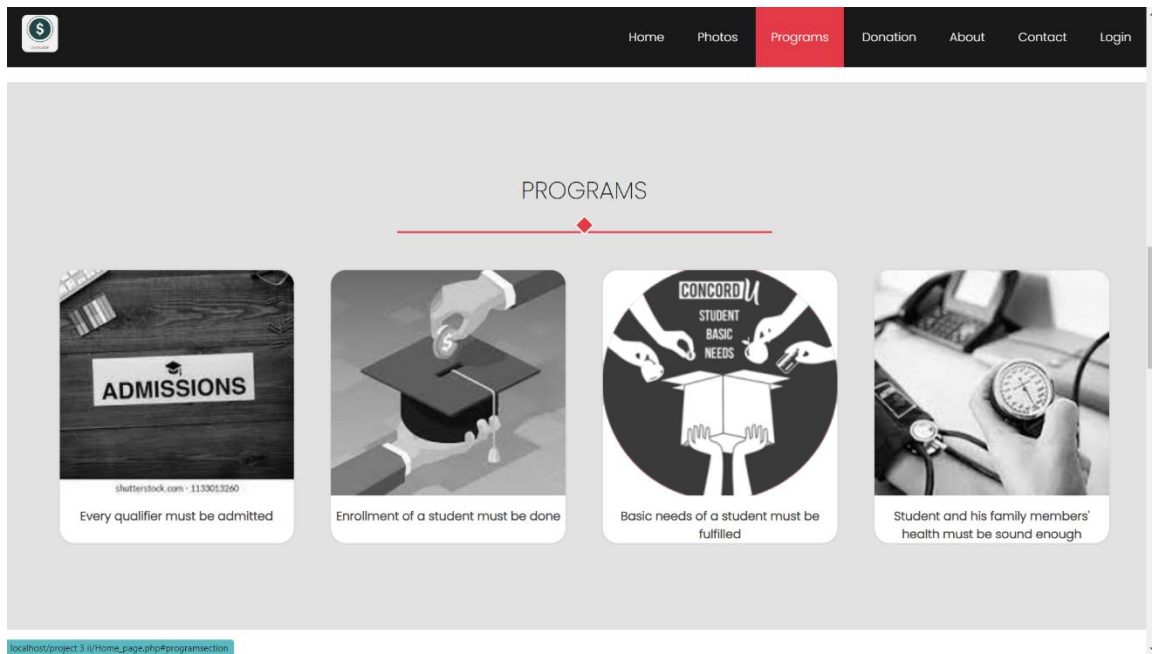 $
Home Photos Programs Donation About Contact Login
PROGRAMS
ADMISSIONS
shutterstock.com · 1133013260
Every qualifier must be admitted
$
Enrollment of a student must be done
CONCORD U
STUDENT
BASIC
NEEDS
Basic needs of a student must be
fulfilled
Student and his family members'
health must be sound enough
localhost/project 3 ii/Home_page.php#programsection